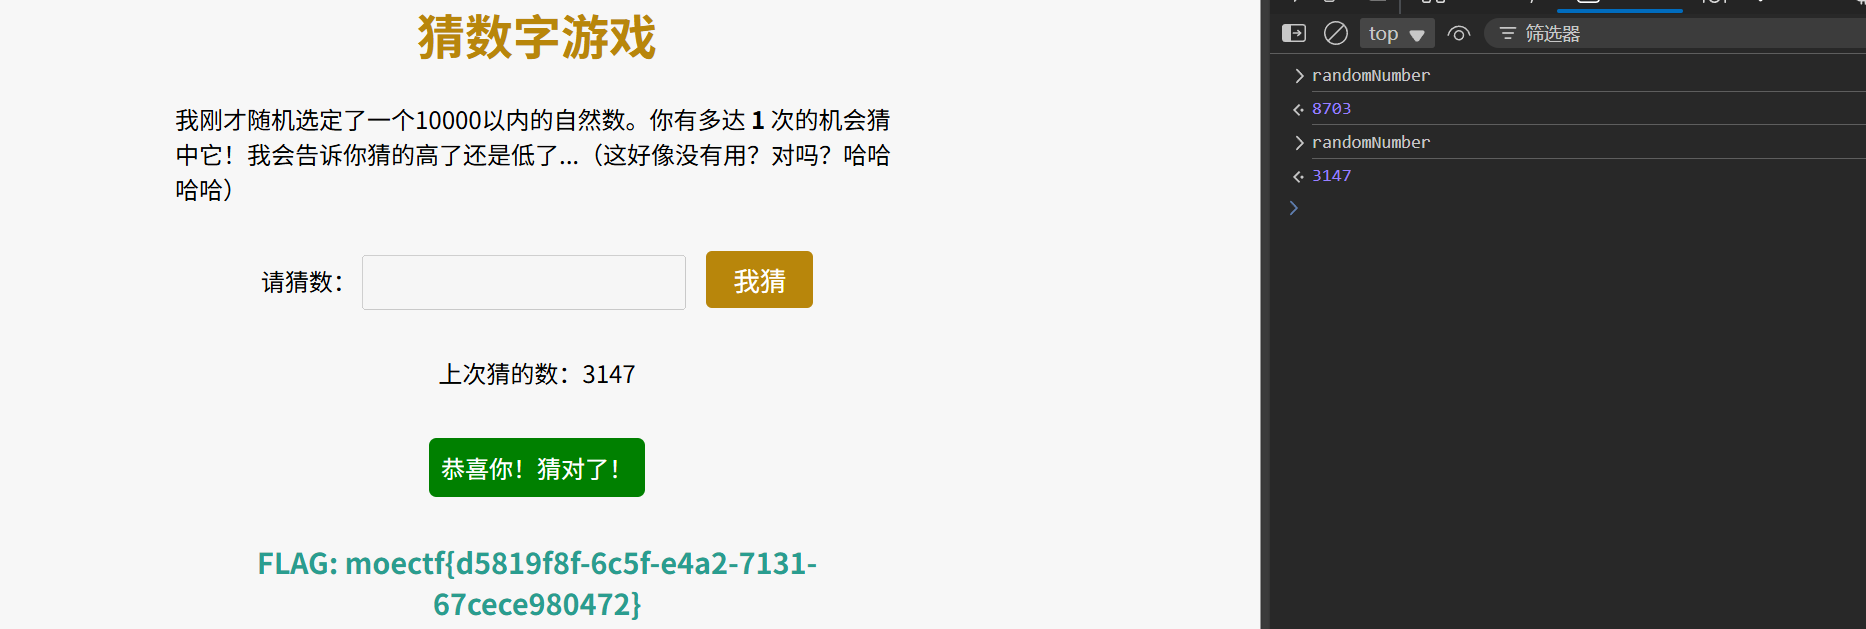 猜数字游戏
我刚才随机选定了一个10000以内的自然数。你有多达 1 次的机会猜
中它！我会告诉你猜的高了还是低了...（这好像没有用？对吗？哈哈
哈哈）
请猜数：
我猜
上次猜的数：3147
恭喜你！猜对了！
FLAG: moectf{d5819f8f-6c5f-e4a2-7131-
67cece980472}
top
筛选器
randomNumber
8703
randomNumber
3147